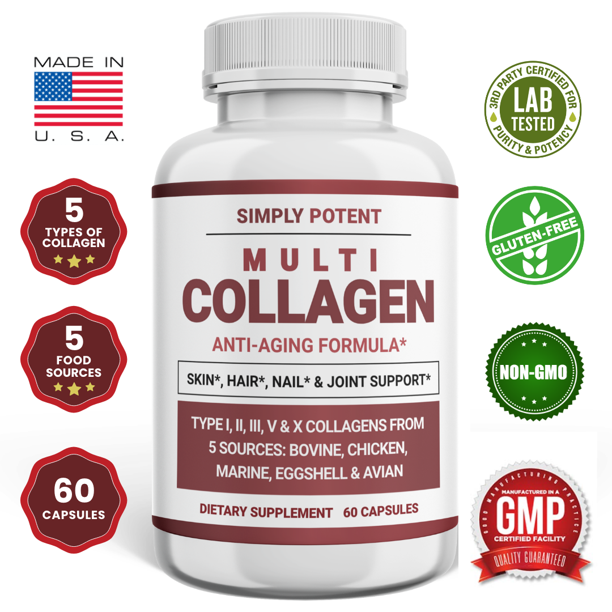 MADE IN
U. S. A.
5
TYPES OF
COLLAGEN
5
FOOD
SOURCES
60
CAPSULES
SIMPLY POTENT
MULTI
COLLAGEN
ANTI-AGING FORMULA*
SKIN*, HAIR*, NAIL* & JOINT SUPPORT*
TYPE I, II, III, V & X COLLAGENS FROM
5 SOURCES: BOVINE, CHICKEN,
MARINE, EGGSHELL & AVIAN
DIETARY SUPPLEMENT 60 CAPSULES
3RD PARTY CERTIFIED FOR
LAB
TESTED
PURITY & POTENCY
GLUTEN-FREE
NON-GMO
GOOD MANUFACTURING PRACTICE
MANUFACTURED IN A
GMP
CERTIFIED FACILITY
QUALITY GUARANTEED